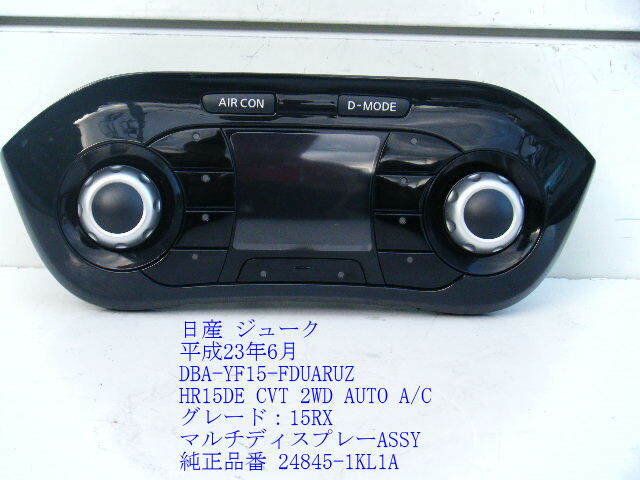 AIR CON
D-MODE
日産 ジューク
平成23年6月
DBA-YF15-FDUARUZ
HR15DE CVT 2WD AUTO A/C
グレード：15RX
マルチディスプレーASSY
純正品番 24845-1KL1A